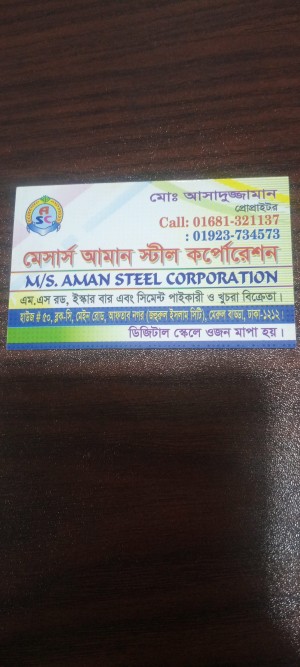 ASC
মোঃ আসাদুজ্জামান
প্রোপ্রাইটর
Call: 01681-321137
: 01923-734573
মেসার্স আমান স্টীল কর্পোরেশন
M/S. AMAN STEEL CORPORATION
এম.এস রড, ইস্কার বার এবং সিমেন্ট পাইকারী ও খুচরা বিক্রেতা।
হাউজ # ৫০, ব্লক-সি, মেইন রোড, আফতাব নগর (জহুরুল ইসলাম সিটি), মেরুল বাড্ডা, ঢাকা-১২১২।
ডিজিটাল স্কেলে ওজন মাপা হয়।